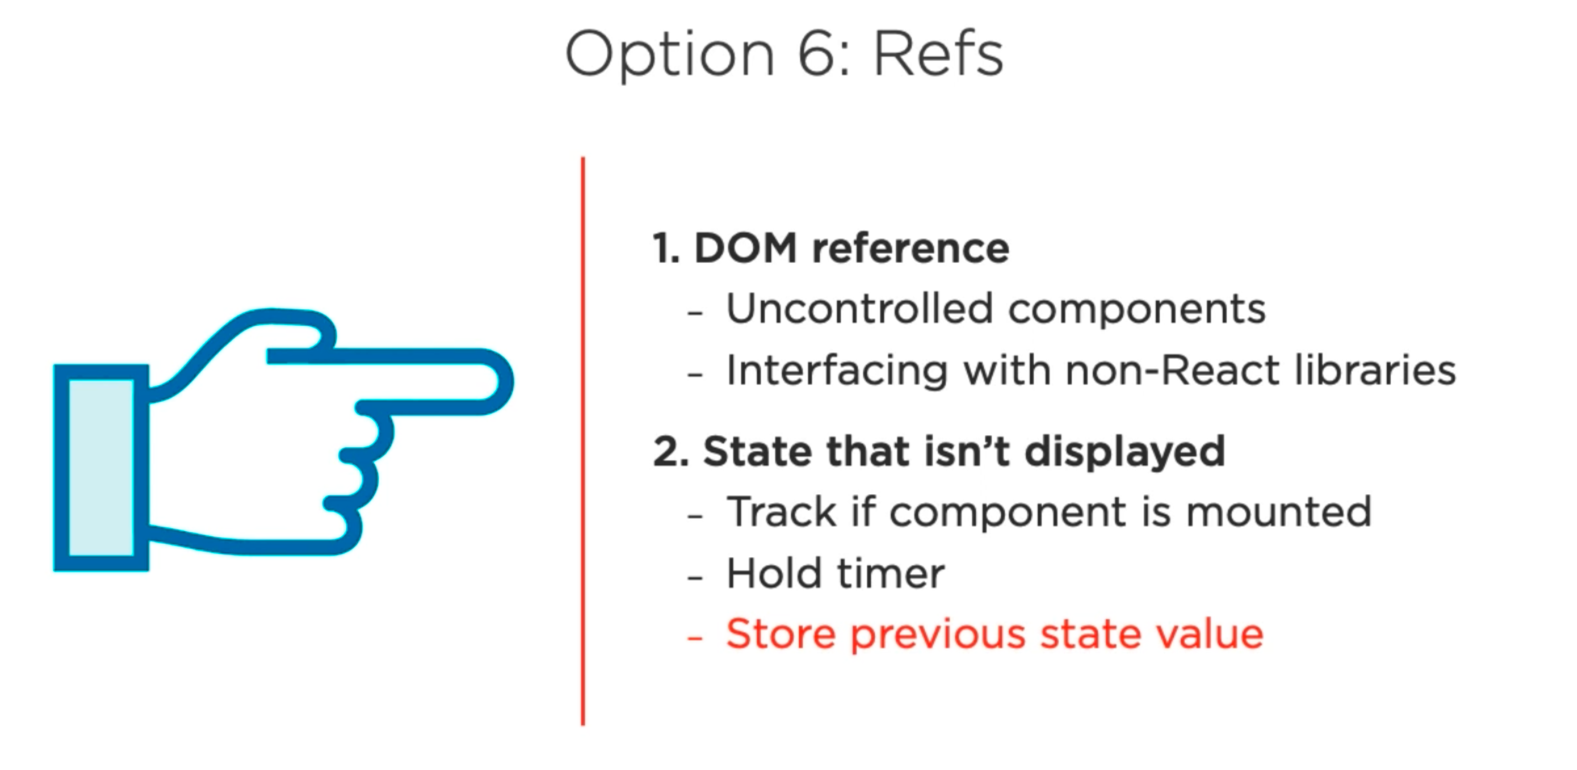 Option 6: Refs
1. DOM reference
- Uncontrolled components
- Interfacing with non-React libraries
2. State that isn’t displayed
- Track if component is mounted
- Hold timer
- Store previous state value